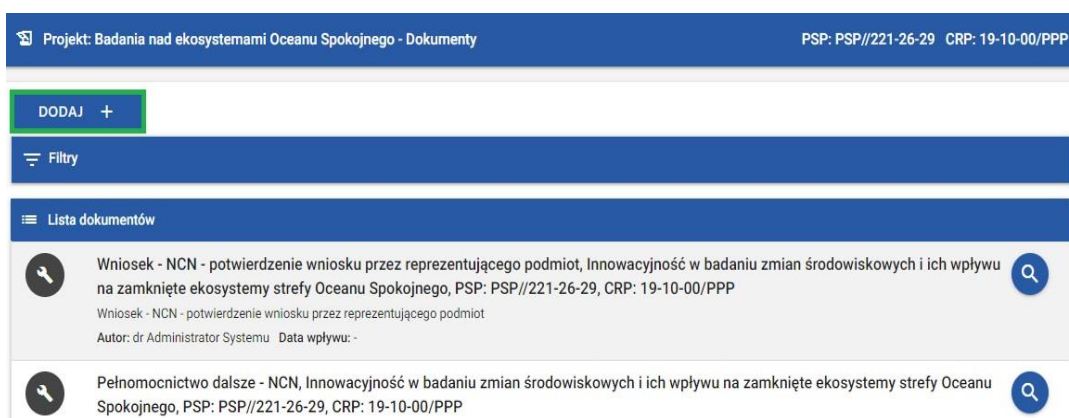 Projekt: Badania nad ekosystemami Oceanu Spokojnego - Dokumenty PSP: PSP//221-26-29 CRP: 19-10-00/PPP
DODAJ +
Filtry
Lista dokumentów
Wniosek - NCN - potwierdzenie wniosku przez reprezentującego podmiot, Innowacyjność w badaniu zmian środowiskowych i ich wpływu
na zamknięte ekosystemy strefy Oceanu Spokojnego, PSP: PSP//221-26-29, CRP: 19-10-00/PPP
Wniosek - NCN - potwierdzenie wniosku przez reprezentującego podmiot
Autor: dr Administrator Systemu Data wpływu: -
Pełnomocnictwo dalsze - NCN, Innowacyjność w badaniu zmian środowiskowych i ich wpływu na zamknięte ekosystemy strefy Oceanu
Spokojnego, PSP: PSP//221-26-29, CRP: 19-10-00/PPP